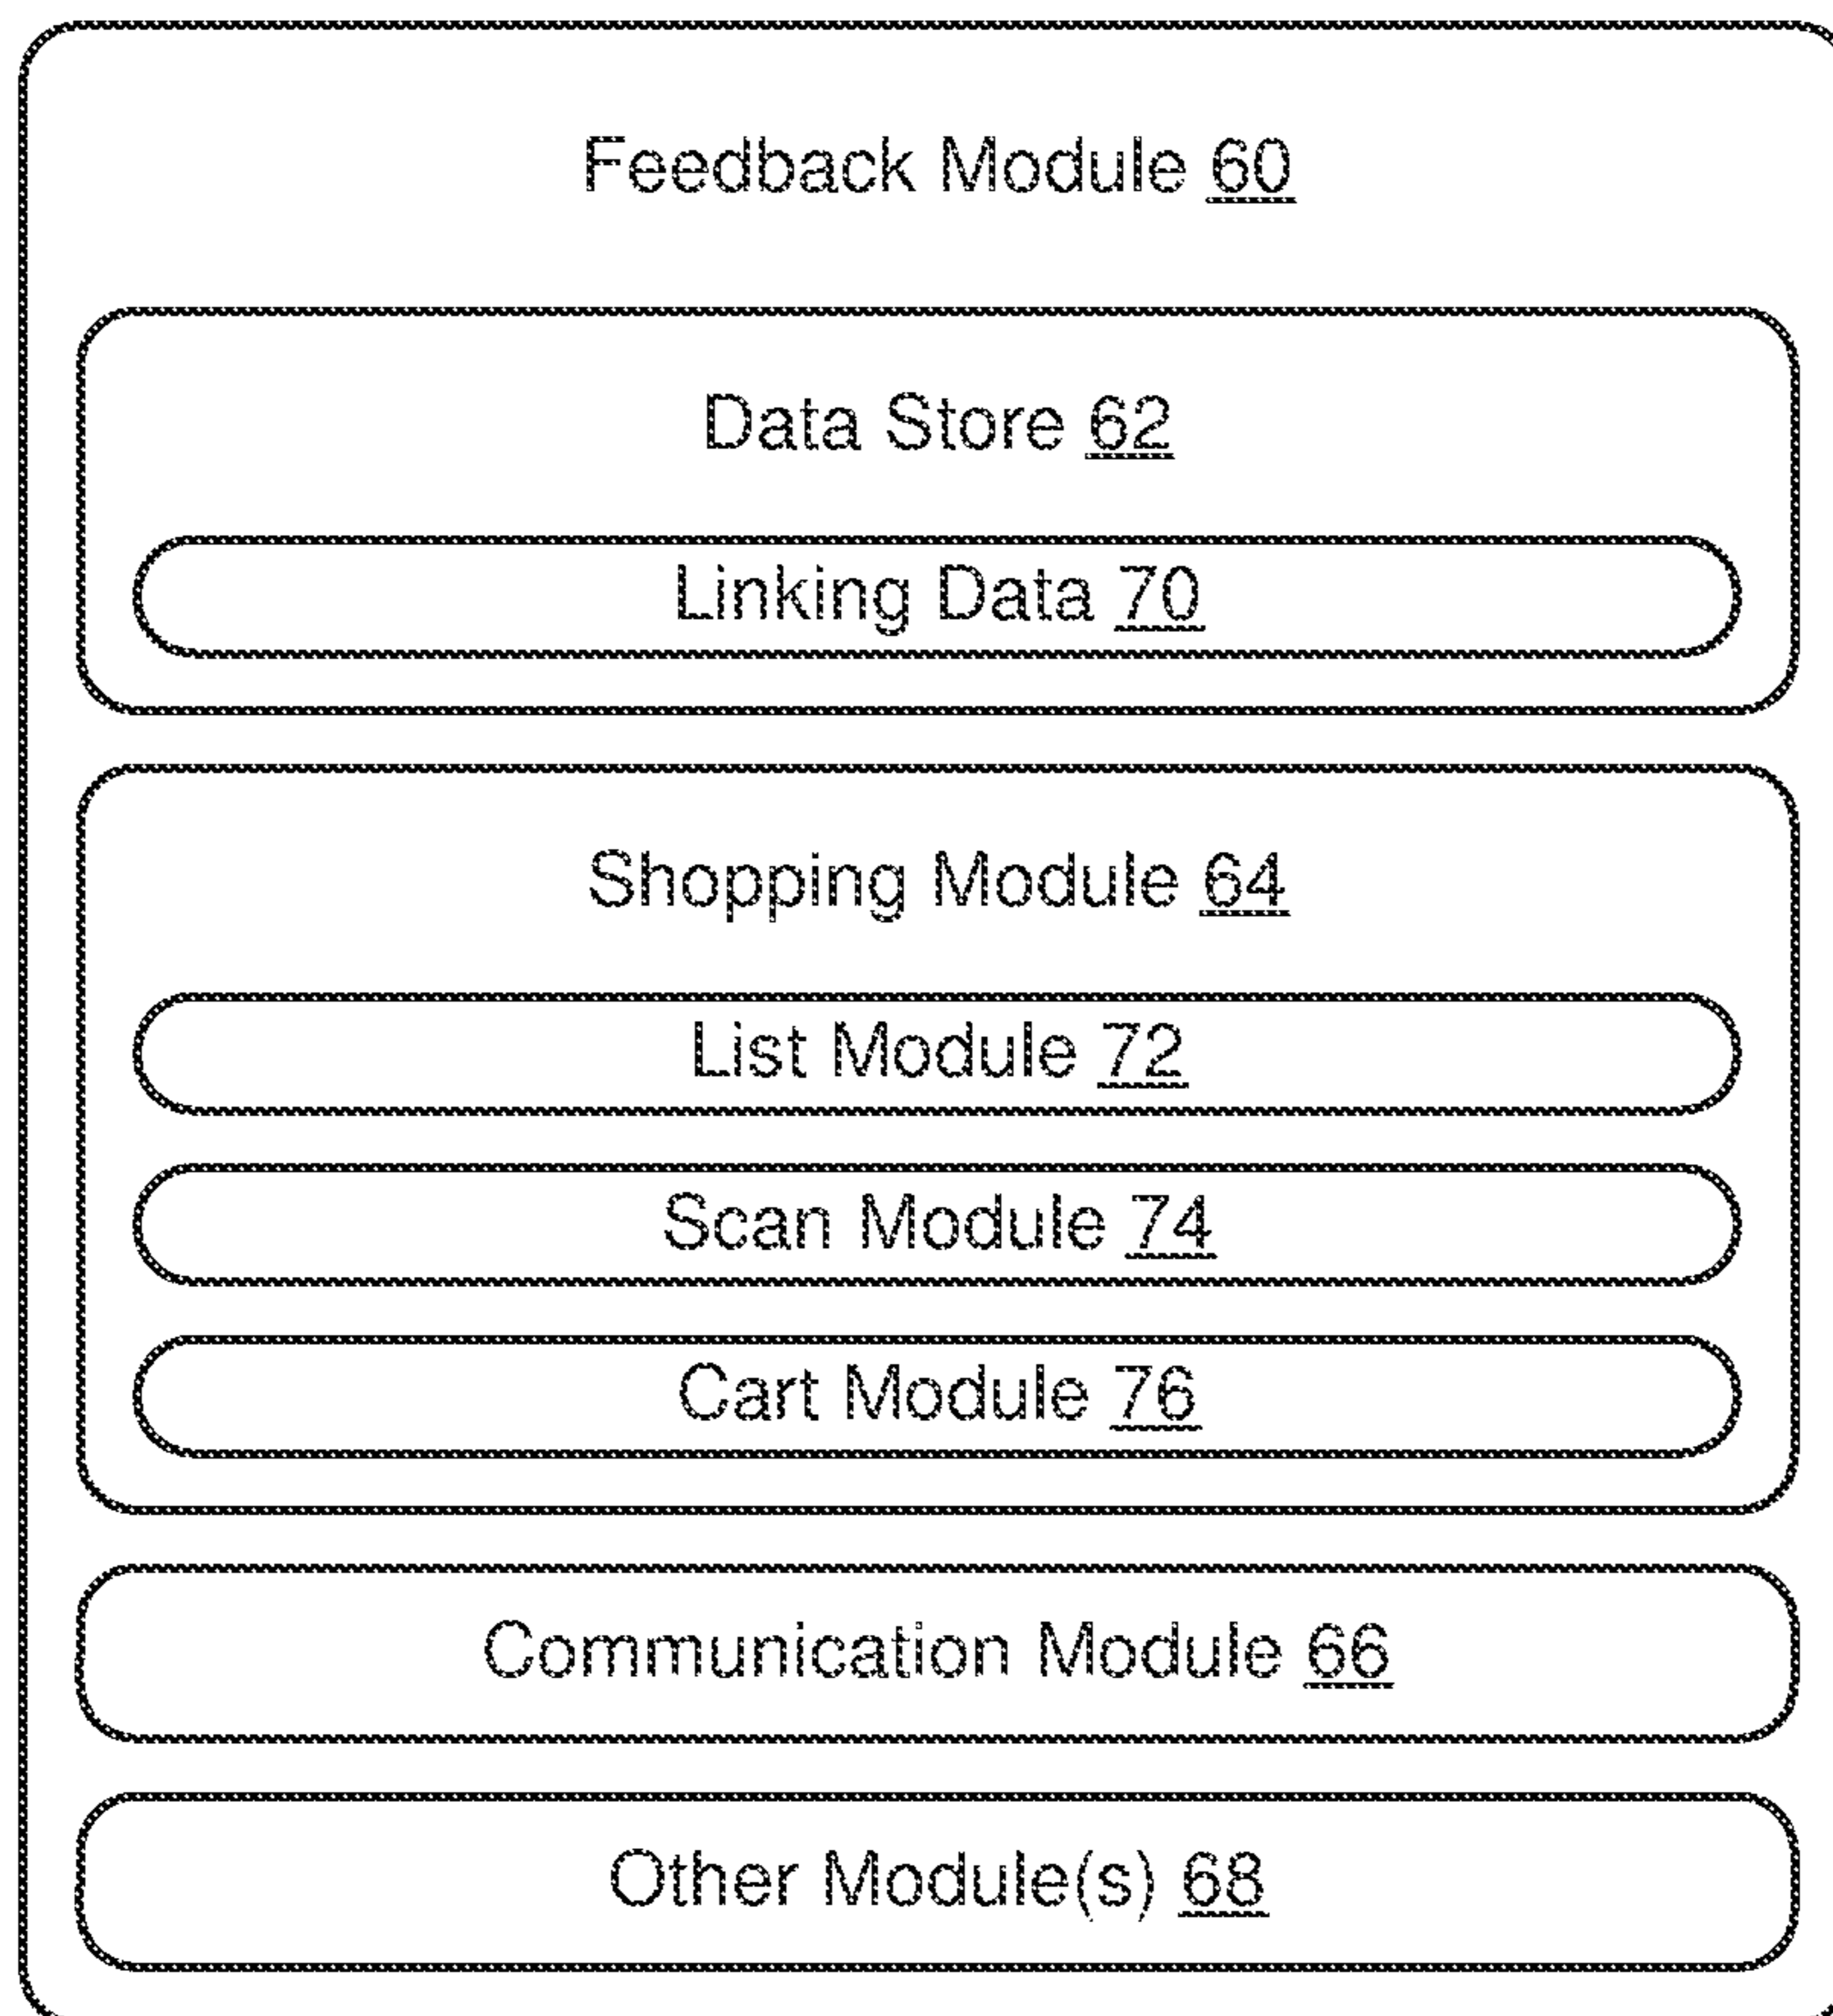 Feedback Module 60
Data Store 62
Linking Data 70
Shopping Module 64
List Module 72
Scan Module 74
Cart Module 76
Communication Module 66
Other Module(s) 68